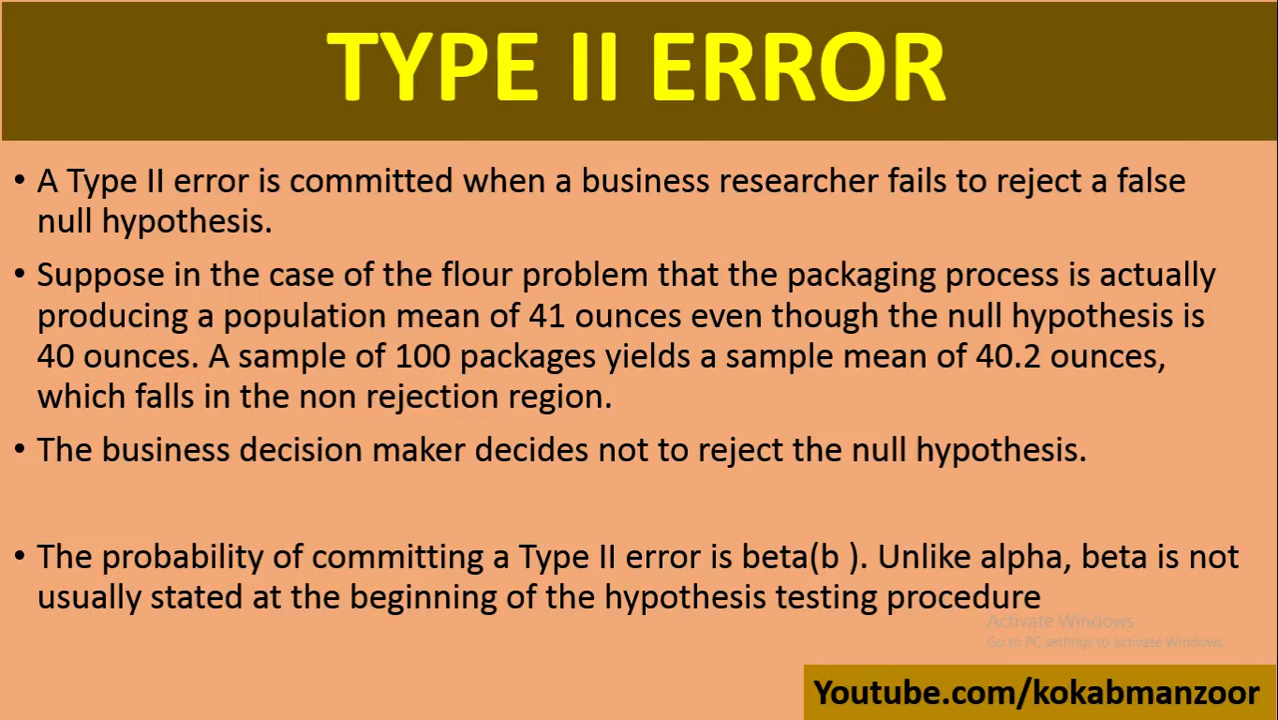 TYPE II ERROR
• A Type II error is committed when a business researcher fails to reject a false
null hypothesis.
• Suppose in the case of the flour problem that the packaging process is actually
producing a population mean of 41 ounces even though the null hypothesis is
40 ounces. A sample of 100 packages yields a sample mean of 40.2 ounces,
which falls in the non rejection region.
• The business decision maker decides not to reject the null hypothesis.
• The probability of committing a Type II error is beta(b ). Unlike alpha, beta is not
usually stated at the beginning of the hypothesis testing procedure
Activate Windows
Go to PC settings to activate Windows.
Youtube.com/kokabmanzoor